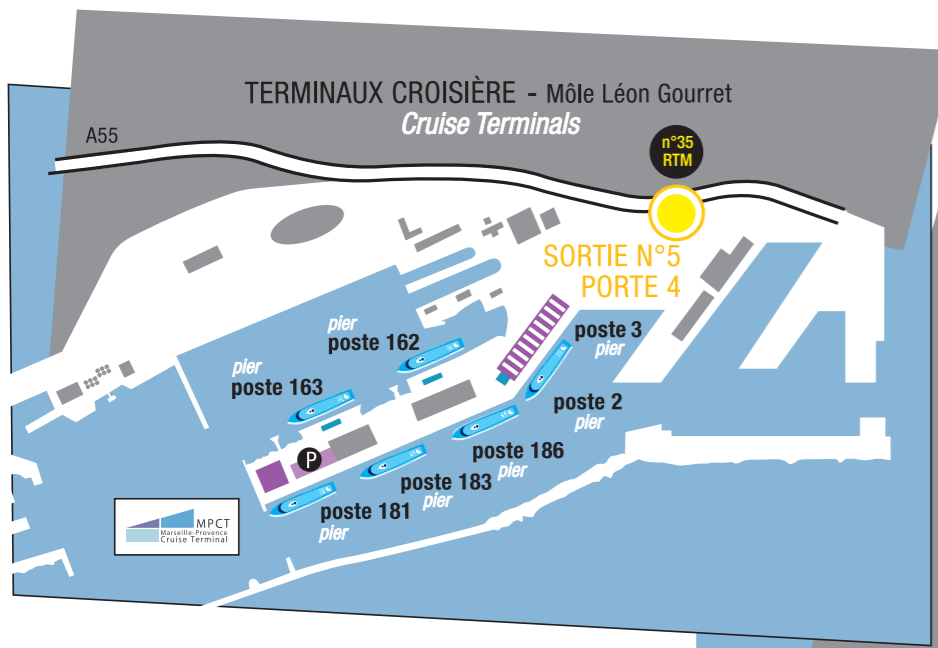 TERMINAUX CROISIÈRE - Môle Léon Gourret
Cruise Terminals
A55
n°35
RTM
SORTIE N°5
PORTE 4
pier
poste 162
poste 3
pier
pier
poste 163
poste 2
pier
poste 186
pier
P
poste 183
pier
poste 181
pier
MPCT
Marseille-Provence
Cruise Terminal